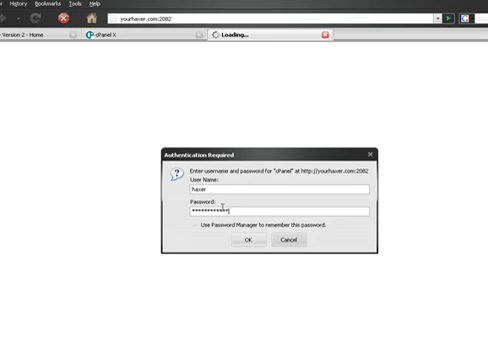 History Bookmarks Tools Help
yourhaxer.com:2082
Version 2 - Home cPanel X Loading...
Authentication Required
Enter username and password for "cPanel" at http://yourhaxer.com:2082
User Name:
haxer
Password:
************
Use Password Manager to remember this password.
OK Cancel